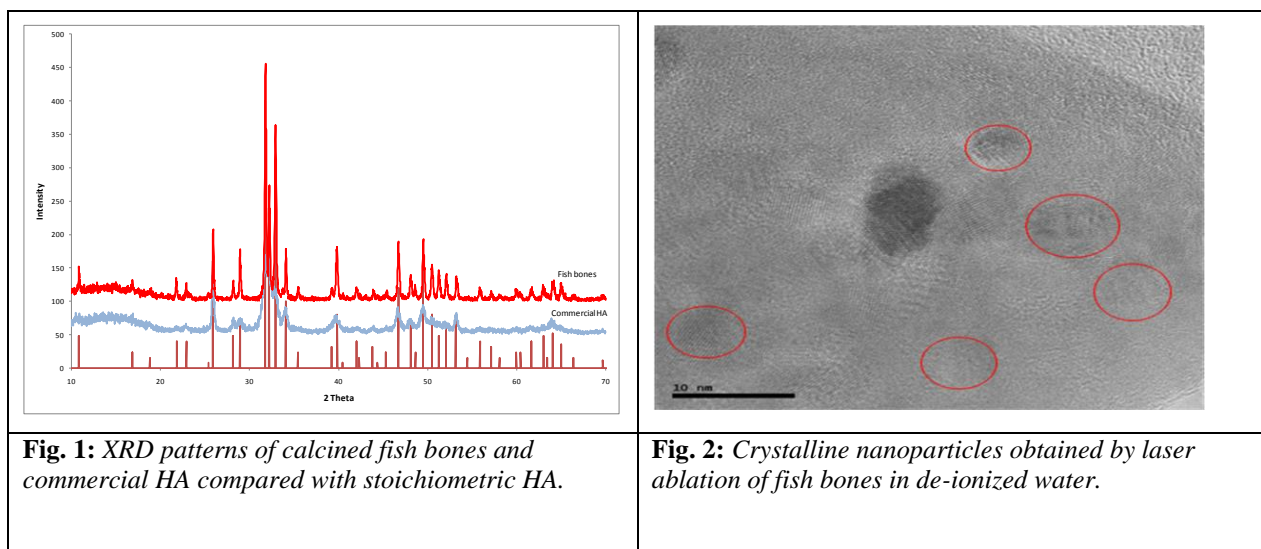 500
450
400
350
300
250
200
150
100
50
0
Intensity
Fish bones
Commercial HA
10 20 30 40 50 60 70
2 Theta
10 nm
Fig. 1: XRD patterns of calcined fish bones and
commercial HA compared with stoichiometric HA.
Fig. 2: Crystalline nanoparticles obtained by laser
ablation of fish bones in de-ionized water.